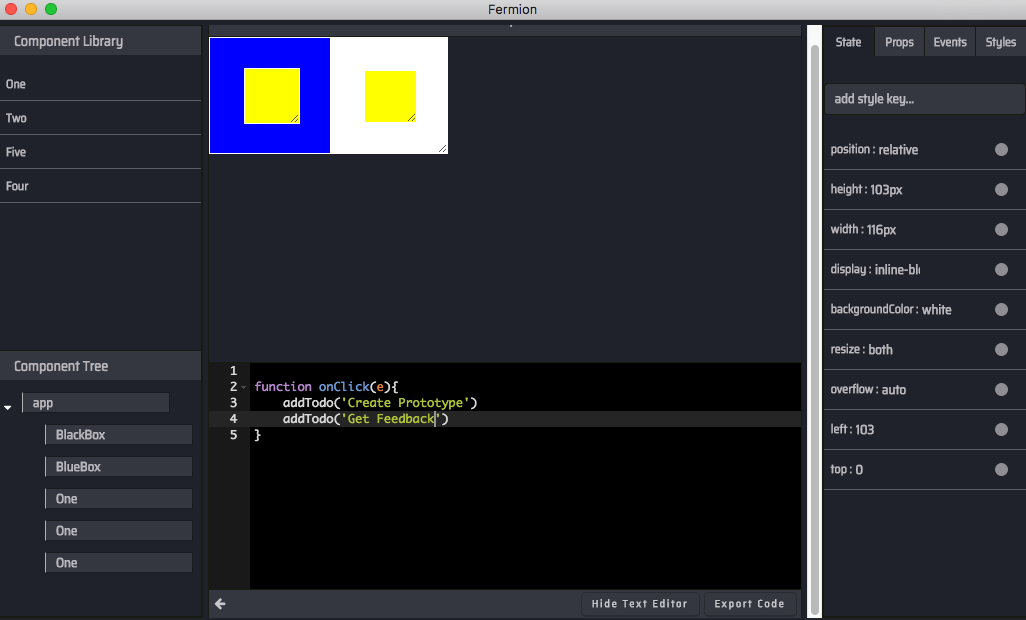 Fermion
Component Library
One
Two
Five
Four
Component Tree
app
BlackBox
BlueBox
One
One
One
1
2 function onClick(e){
3 addTodo('Create Prototype')
4 addTodo('Get Feedback')
5 }
Hide Text Editor
Export Code
State
Props
Events
Styles
add style key...
position : relative
height : 103px
width : 116px
display : inline-bl
backgroundColor : white
resize : both
overflow : auto
left : 103
top : 0